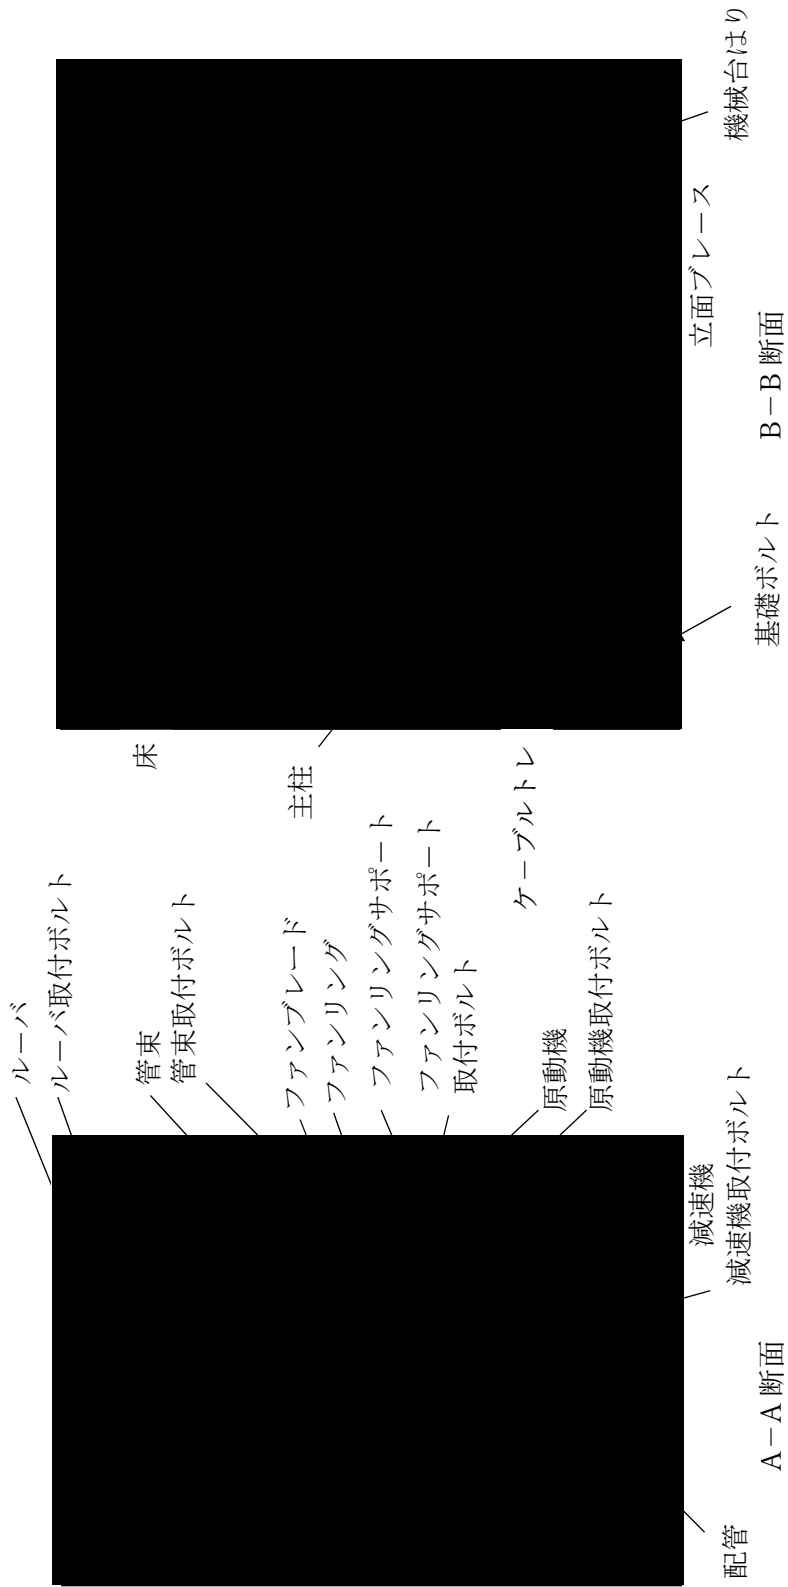 ルーバ
ルーバ取付ボルト
管束
管束取付ボルト
ファンブレード
ファンリング
ファンリングサポート
ファンリングサポート
取付ボルト
原動機
原動機取付ボルト
減速機
減速機取付ボルト
配管
A－A断面
床
主柱
ケーブルトレ
機械台はり
立面ブレース
基礎ボルト
B－B断面